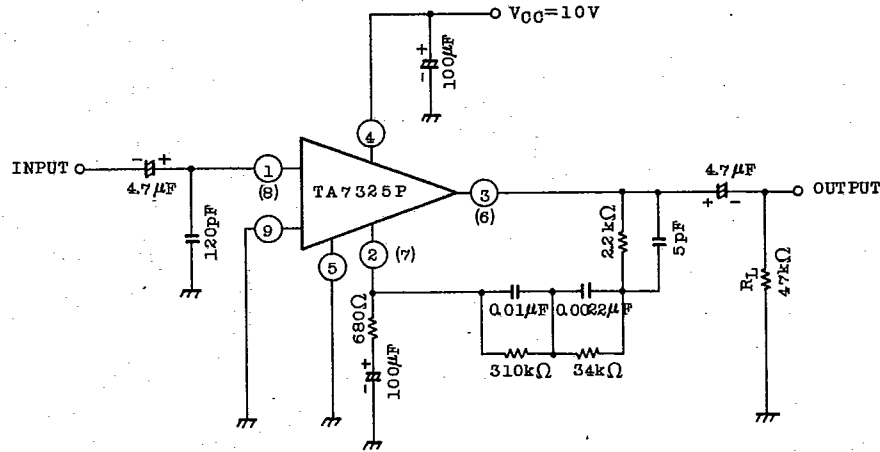 VCC=10V
+
-
100μF
4
INPUT
-
+
4.7μF
120pF
1
(8)
9
TA7325P
5
2
(7)
3
(6)
680Ω
+
-
100μF
2.2kΩ
5pF
4.7μF
+
-
OUTPUT
RL
47kΩ
0.01μF
0.0022μF
310kΩ
34kΩ